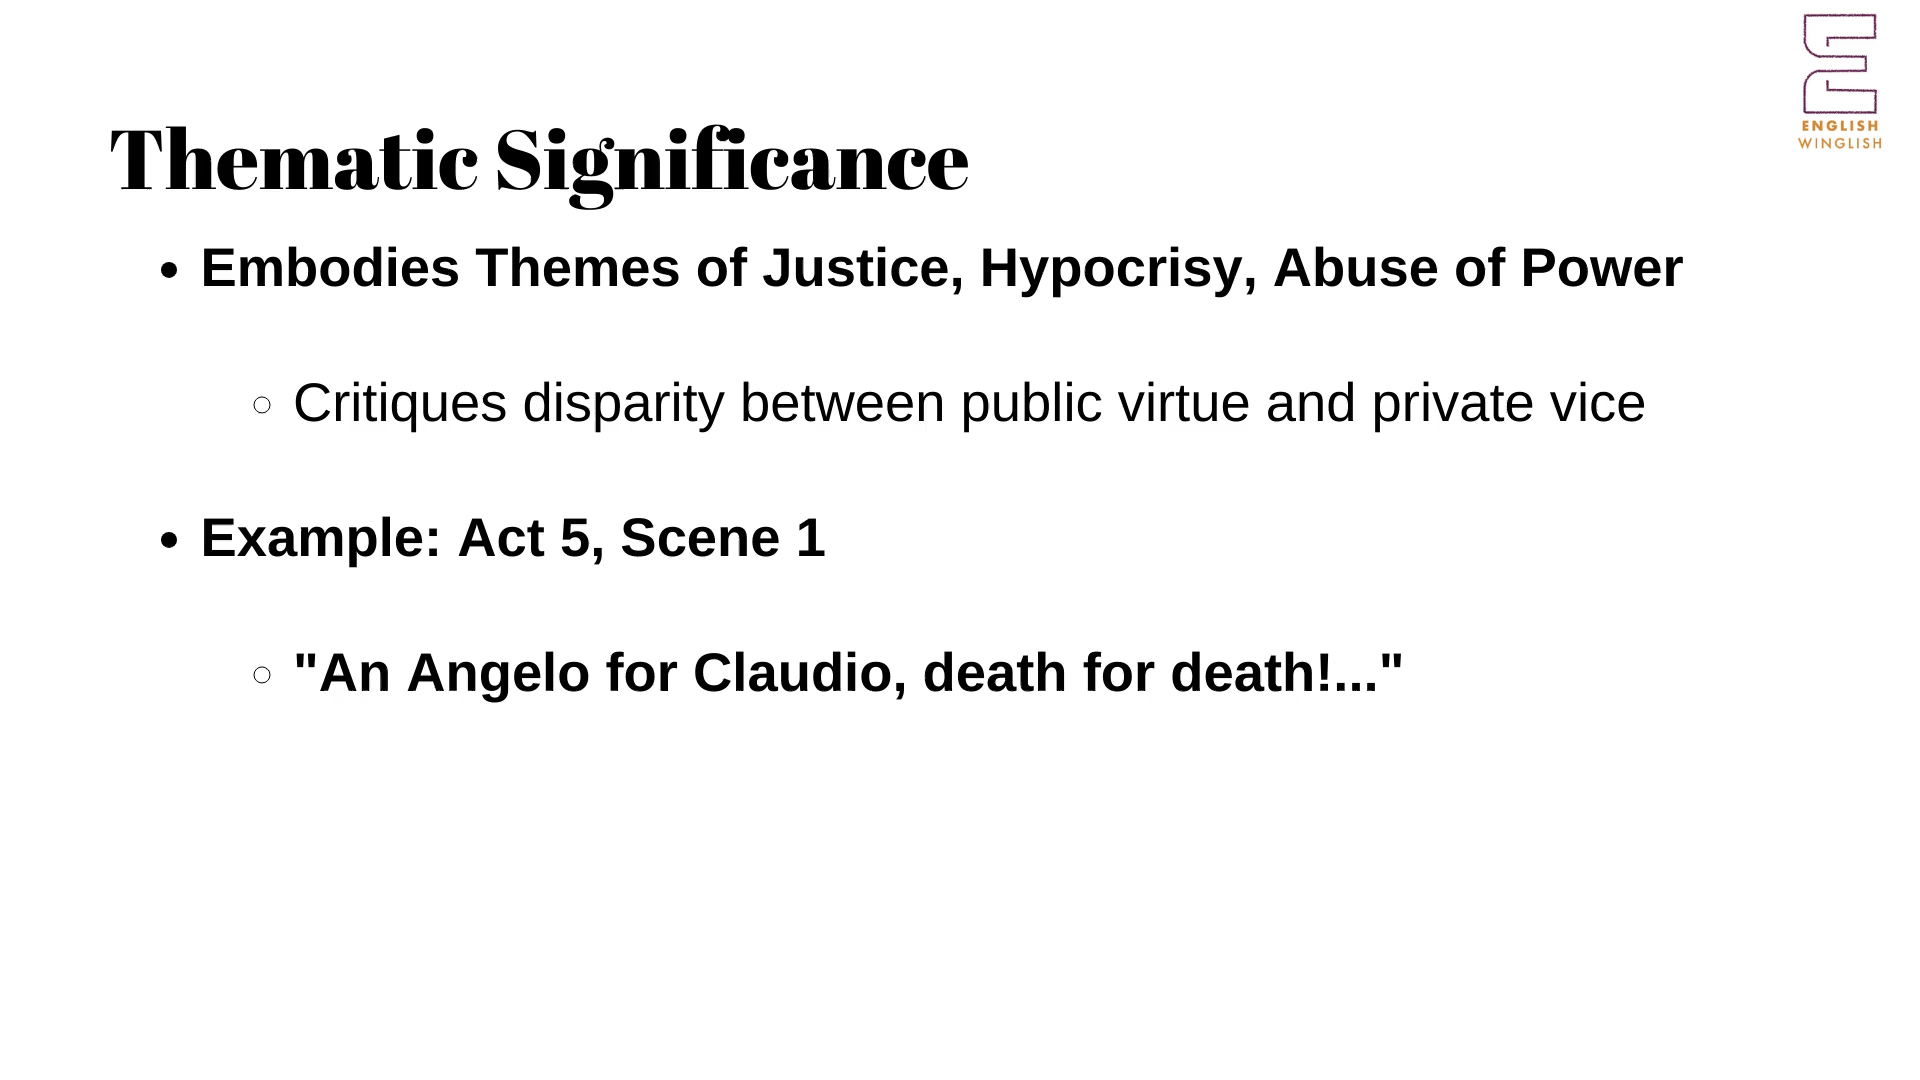 ENGLISH
WINGLISH
Thematic Significance
• Embodies Themes of Justice, Hypocrisy, Abuse of Power
○ Critiques disparity between public virtue and private vice
• Example: Act 5, Scene 1
○ "An Angelo for Claudio, death for death!..."